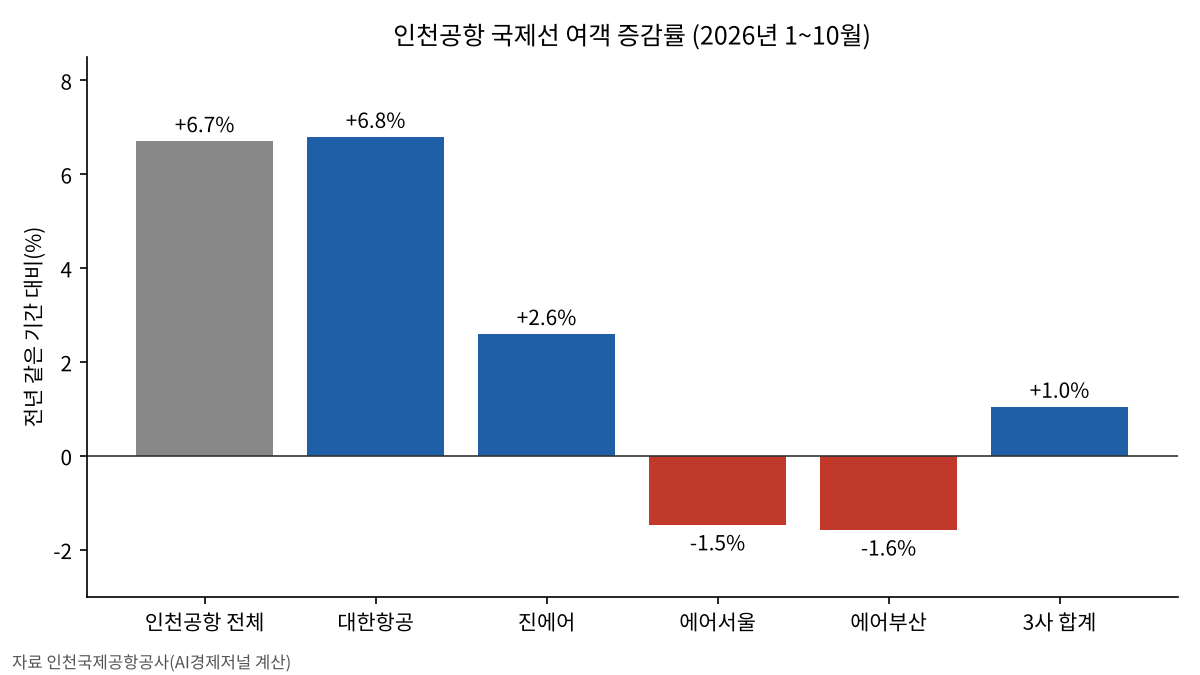 인천공항 국제선 여객 증감률 (2026년 1~10월)
전년 같은 기간 대비(%)
8
6
4
2
0
-2
+6.7%
+6.8%
+2.6%
-1.5%
-1.6%
+1.0%
인천공항 전체
대한항공
진에어
에어서울
에어부산
3사 합계
자료 인천국제공항공사(AI경제저널 계산)